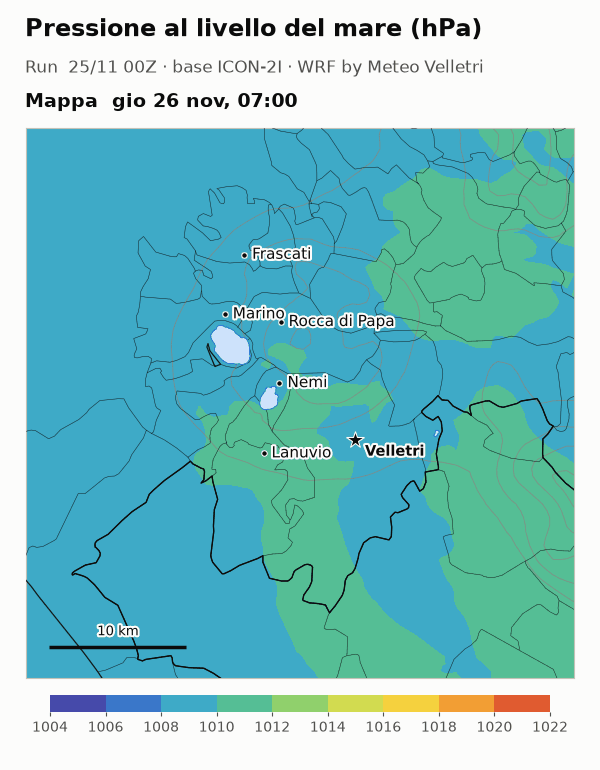 Pressione al livello del mare (hPa)
Run  25/11 00Z · base ICON-2I · WRF by Meteo Velletri
Mappa  gio 26 nov, 07:00
Frascati
Marino
Rocca di Papa
Nemi
Velletri
Lanuvio
10 km
1004 1006 1008 1010 1012 1014 1016 1018 1020 1022